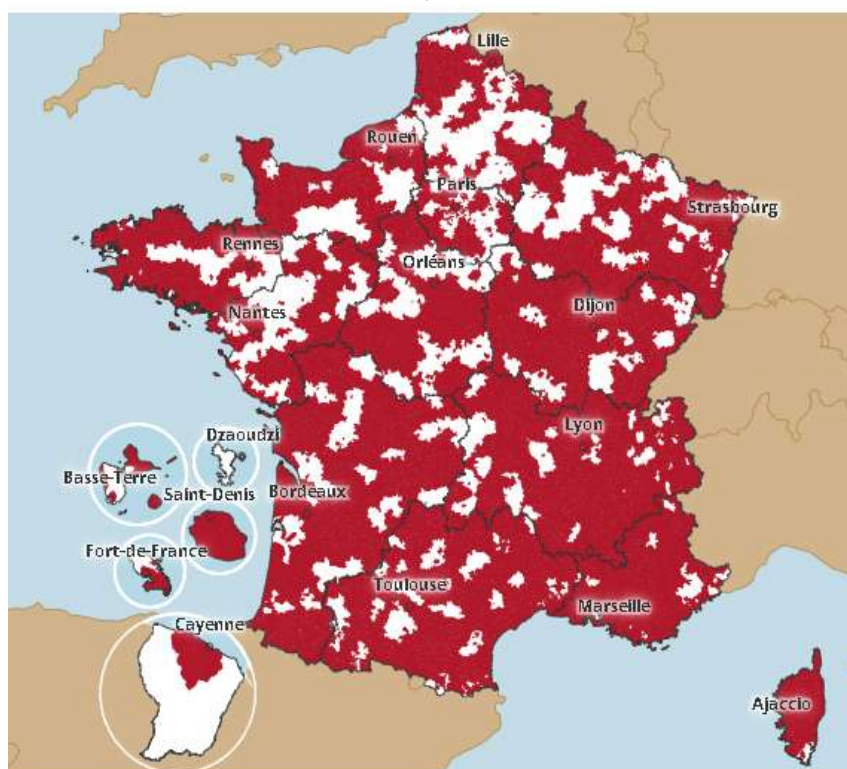 Lille
Rouen
Paris
Strasbourg
Rennes
Orléans
Nantes
Dijon
Dzaoudzi
Lyon
Basse-Terre
Saint-Denis
Bordeaux
Fort-de-France
Toulouse
Marseille
Cayenne
Ajaccio